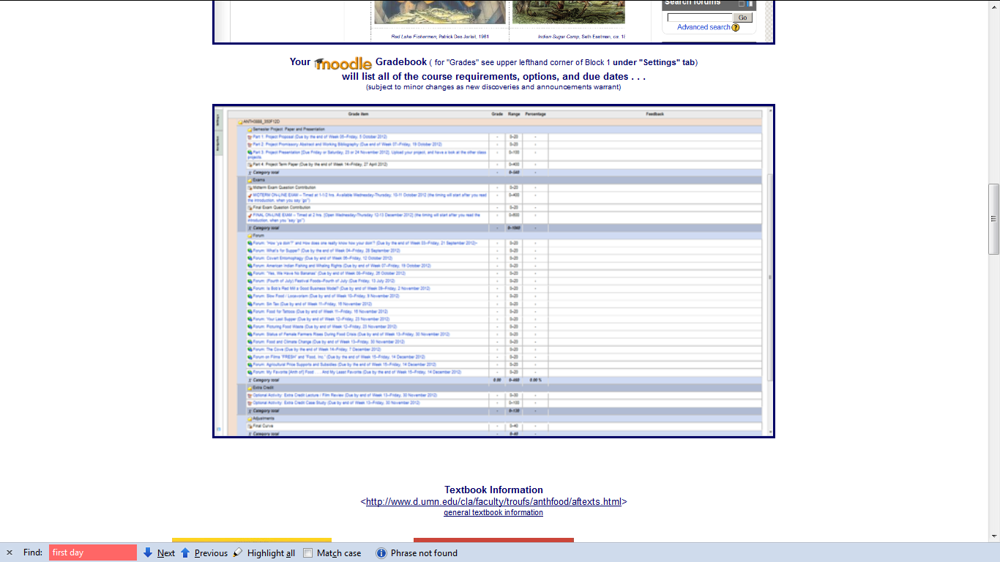 Search forums
Go
Advanced search
Red Lake Fishermen, Patrick Des Jarlait, 1961
Indian Sugar Camp, Seth Eastman, ca. 18
Your moodle Gradebook ( for "Grades" see upper lefthand corner of Block 1 under "Settings" tab)
will list all of the course requirements, options, and due dates . . .
(subject to minor changes as new discoveries and announcements warrant)
Grade Item Grade Range Percentage Feedback
Semester Project Paper and Presentation
Part 1: Project Proposal (Due by the end of Week 05--Friday, 5 October 2012) - 0–20 -
Part 2: Project Promissory Abstract and Working Bibliography (Due end of Week 07--Friday, 19 October 2012) - 0–20 -
Part 3: Project Presentation [Due Friday or Saturday, 23 or 24 November 2012]. Upload your project, and have a look at the other class - 0–100 -
projects.
Part 4: Project Term Paper (Due by the end of Week 14--Friday, 27 April 2012) - 0–400 -
Category total - 0–540 -
Exams
Midterm Exam Question Contribution - 0–20 -
MIDTERM ON-LINE EXAM -- Timed at 1-1/2 hrs. Available Wednesday-Thursday, 10-11 October 2012 (the timing will start after you read - 0–400 -
the introduction, when you say "go")
Final Exam Question Contribution - 0–20 -
FINAL ON-LINE EXAM -- Timed at 2 hrs. [Open Wednesday-Thursday 12-13 December 2012] (the timing will start after you read the - 0–600 -
introduction, when you "say 'go'")
Category total - 0–1040 -
Forum
Forum: "How 'ya don'?" and How does one really know how your don'? (Due by the end of Week 03--Friday, 21 September 2012)-- - 0–20 -
Forum: What's for Supper? (Due by the end of Week 04--Friday, 28 September 2012) - 0–20 -
Forum: Covert Entomophagy (Due by end of Week 06--Friday, 12 October 2012) - 0–20 -
Forum: American Indian Fishing and Whaling Rights (Due by end of Week 07--Friday, 19 October 2012) - 0–20 -
Forum: "Yes, We Have No Bananas" (Due by end of Week 08--Friday, 26 October 2012) - 0–20 -
Forum: (Fourth of July) Festival Foods--Fourth of July (Due Friday, 13 July 2012) - 0–20 -
Forum: Is Bob's Red Mill a Good Business Model? (Due by end of Week 09--Friday, 2 November 2012) - 0–20 -
Forum: Slow Food / Locavorism (Due by end of Week 10--Friday, 9 November 2012) - 0–20 -
Forum: Sin Tax (Due by end of Week 11--Friday, 16 November 2012) - 0–20 -
Forum: Food for Tattoos (Due by end of Week 11--Friday, 16 November 2012) - 0–20 -
Forum: Your Last Supper (Due by end of Week 12--Friday, 23 November 2012) - 0–20 -
Forum: Picturing Food Waste (Due by end of Week 12--Friday, 23 November 2012) - 0–20 -
Forum: Status of Female Farmers Rises During Food Crisis (Due by end of Week 13--Friday, 30 November 2012) - 0–20 -
Forum: Food and Climate Change (Due by end of Week 13--Friday, 30 November 2012) - 0–20 -
Forum: The Cove (Due by the end of Week 14--Friday, 7 December 2012) - 0–20 -
Forum on Films "FRESH" and "Food, Inc." (Due by the end of Week 15--Friday, 14 December 2012) - 0–20 -
Forum: Agricultural Price Supports and Subsidies (Due by the end of Week 15--Friday, 14 December 2012) - 0–20 -
Forum: My Favorite [Anth of] Food . . . And My Least Favorite (Due by the end of Week 15--Friday, 14 December 2012) - 0–20 -
Category total 0.00 0–460 0.00 %
Extra Credit
Optional Activity: Extra Credit Lecture / Film Review (Due by end of Week 13--Friday, 30 November 2012) - 0–30 -
Optional Activity: Extra Credit Case Study (Due by end of Week 13--Friday, 30 November 2012) - 0–100 -
Category total - 0–130 -
Adjustments
Final Curve - 0–40 -
Category total - 0–40 -
Textbook Information
<http://www.d.umn.edu/cla/faculty/troufs/anthfood/aftexts.html>
general textbook information
Find: first day Next Previous Highlight all Match case Phrase not found